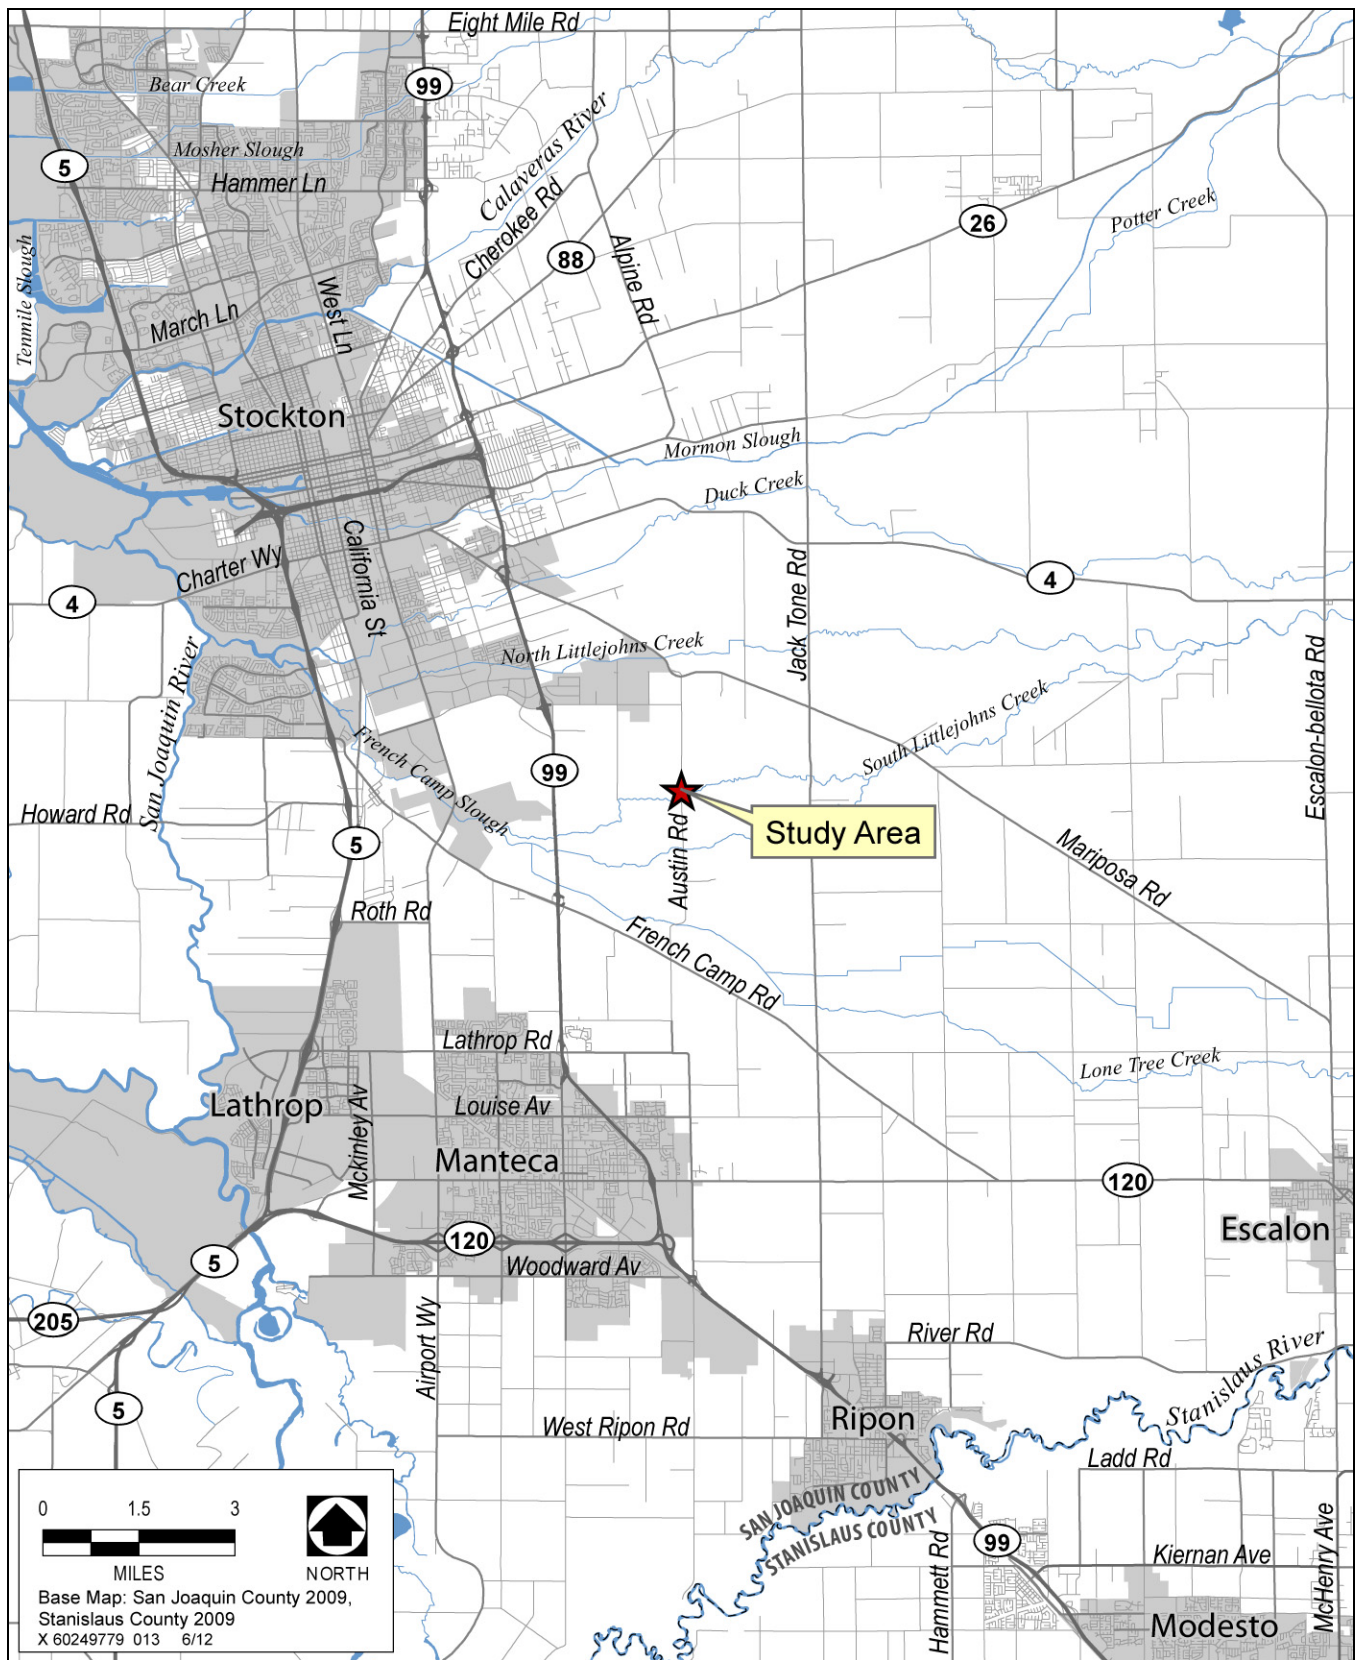 Eight Mile Rd
Bear Creek
99
Calaveras River
Mosher Slough
5
Hammer Ln
Cherokee Rd
Potter Creek
26
88
Alpine Rd
Tenmile Slough
March Ln
West Ln
Stockton
Mormon Slough
Duck Creek
California St
Charter Wy
Jack Tone Rd
4
4
North Littlejohns Creek
Escalon-bellota Rd
San Joaquin River
South Littlejohns Creek
French Camp Slough
99
Howard Rd
5
Austin Rd
Study Area
Mariposa Rd
Roth Rd
French Camp Rd
Lathrop Rd
Lone Tree Creek
Lathrop
Mckinley Av
Louise Av
Manteca
120
Escalon
120
5
Woodward Av
205
Airport Wy
River Rd
Stanislaus River
5
Ripon
West Ripon Rd
Ladd Rd
SAN JOAQUIN COUNTY
STANISLAUS COUNTY
99
Hammett Rd
Kiernan Ave
McHenry Ave
Modesto
0 1.5 3
MILES
NORTH
Base Map: San Joaquin County 2009,
Stanislaus County 2009
X 60249779 013 6/12